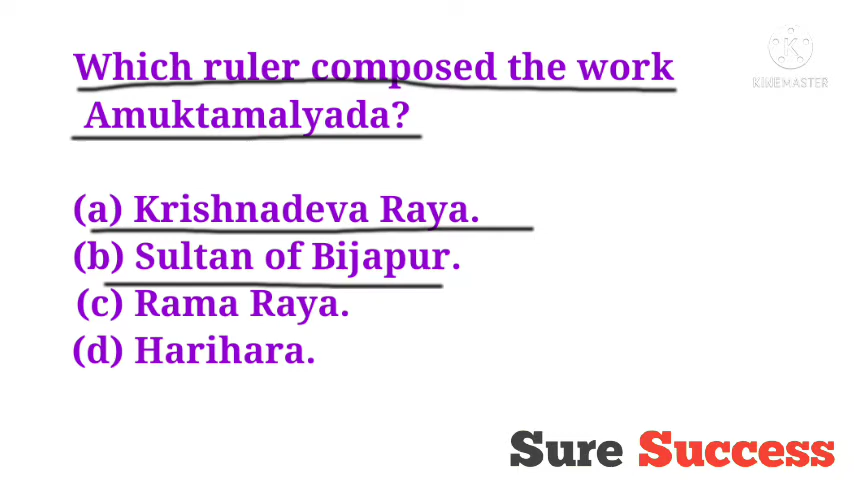 Which ruler composed the work
KINEMASTER
Amuktamalyada?
(a) Krishnadeva Raya.
(b) Sultan of Bijapur.
(c) Rama Raya.
(d) Harihara.
Sure Success